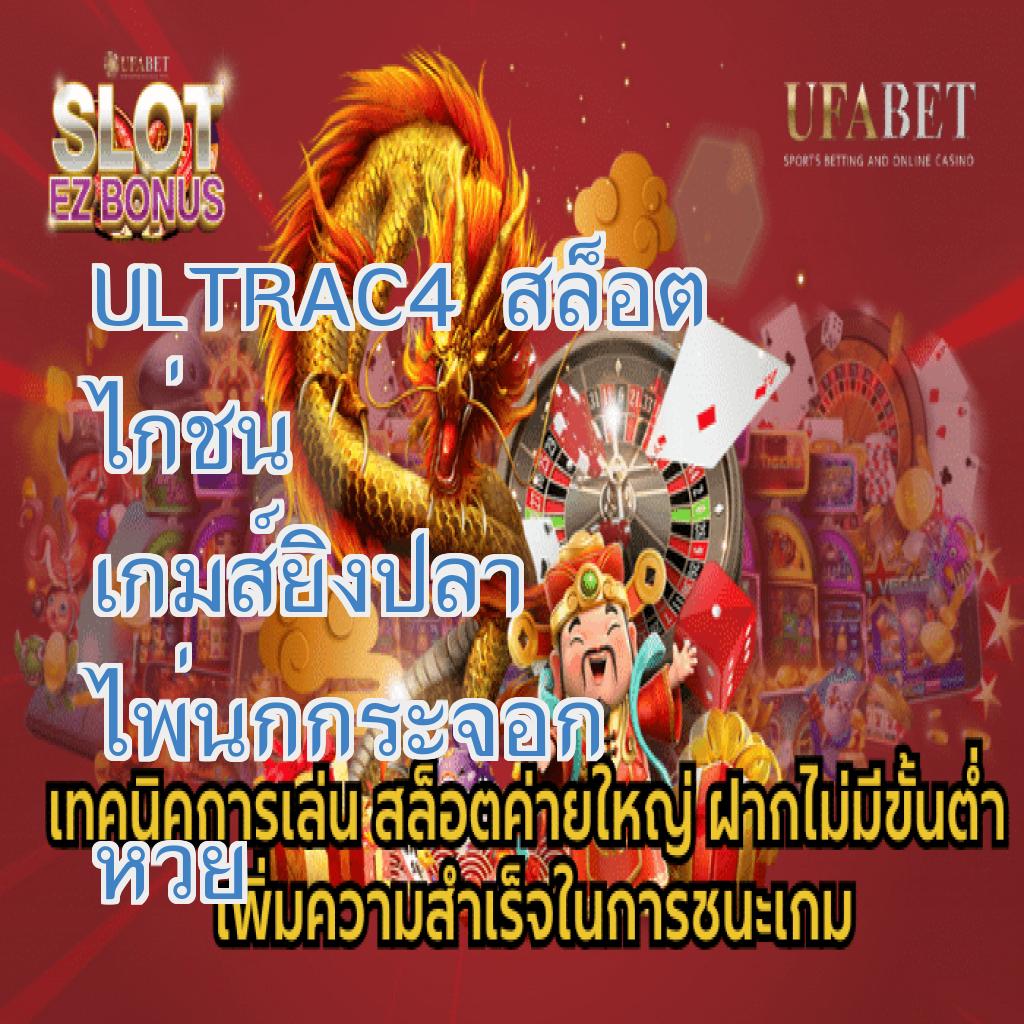 UFABET
SLOT
EZ BONUS
UFABET
SPORTS BETTING AND ONLINE CASINO
ULTRAC4 สล็อต
ไก่ชน
เกมส์ยิงปลา
ไพ่นกกระจอก
เทคนิคการเล่น สล็อตค่ายใหญ่ ฝากไม่มีขั้นต่ำ
หวย
เพิ่มความสำเร็จในการชนะเกม